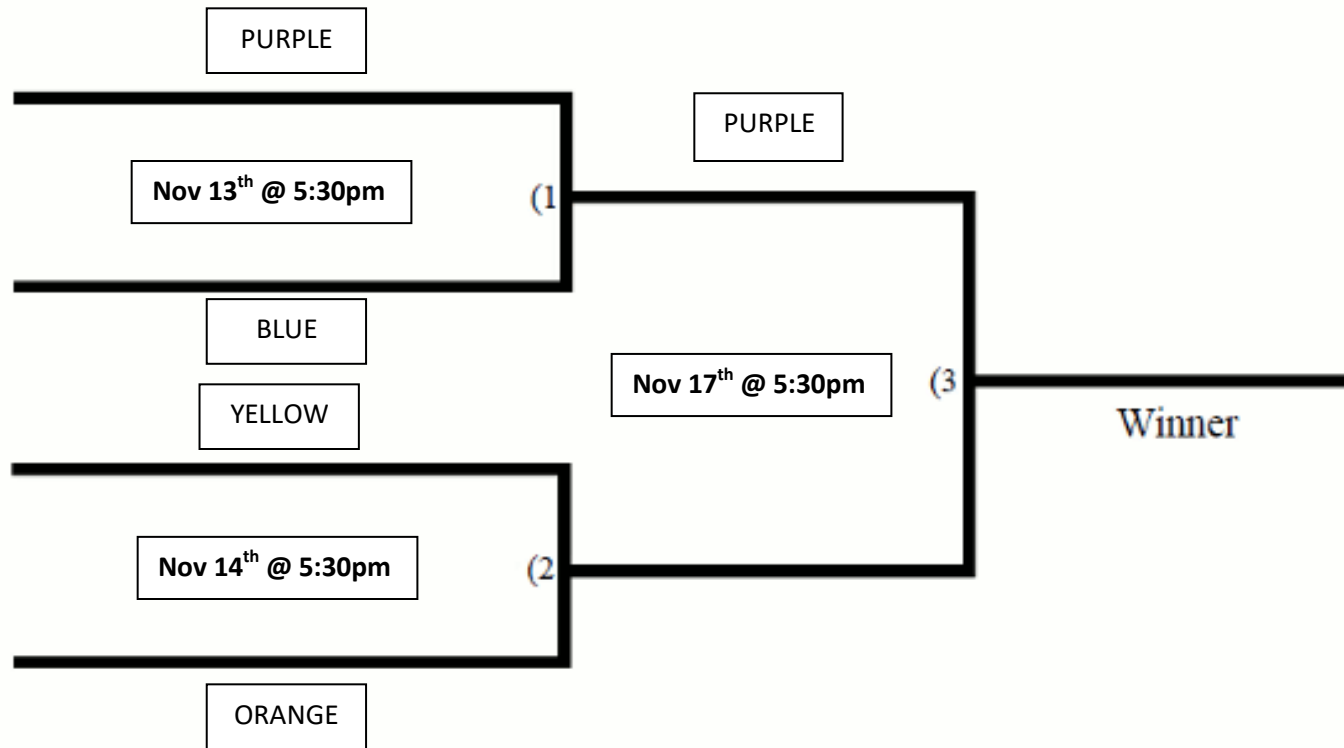 PURPLE
PURPLE
Nov 13th @ 5:30pm
(1
BLUE
Nov 17th @ 5:30pm
(3
YELLOW
Winner
Nov 14th @ 5:30pm
(2
ORANGE